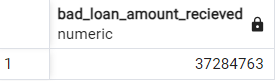 bad_loan_amount_recieved
numeric
1 37284763